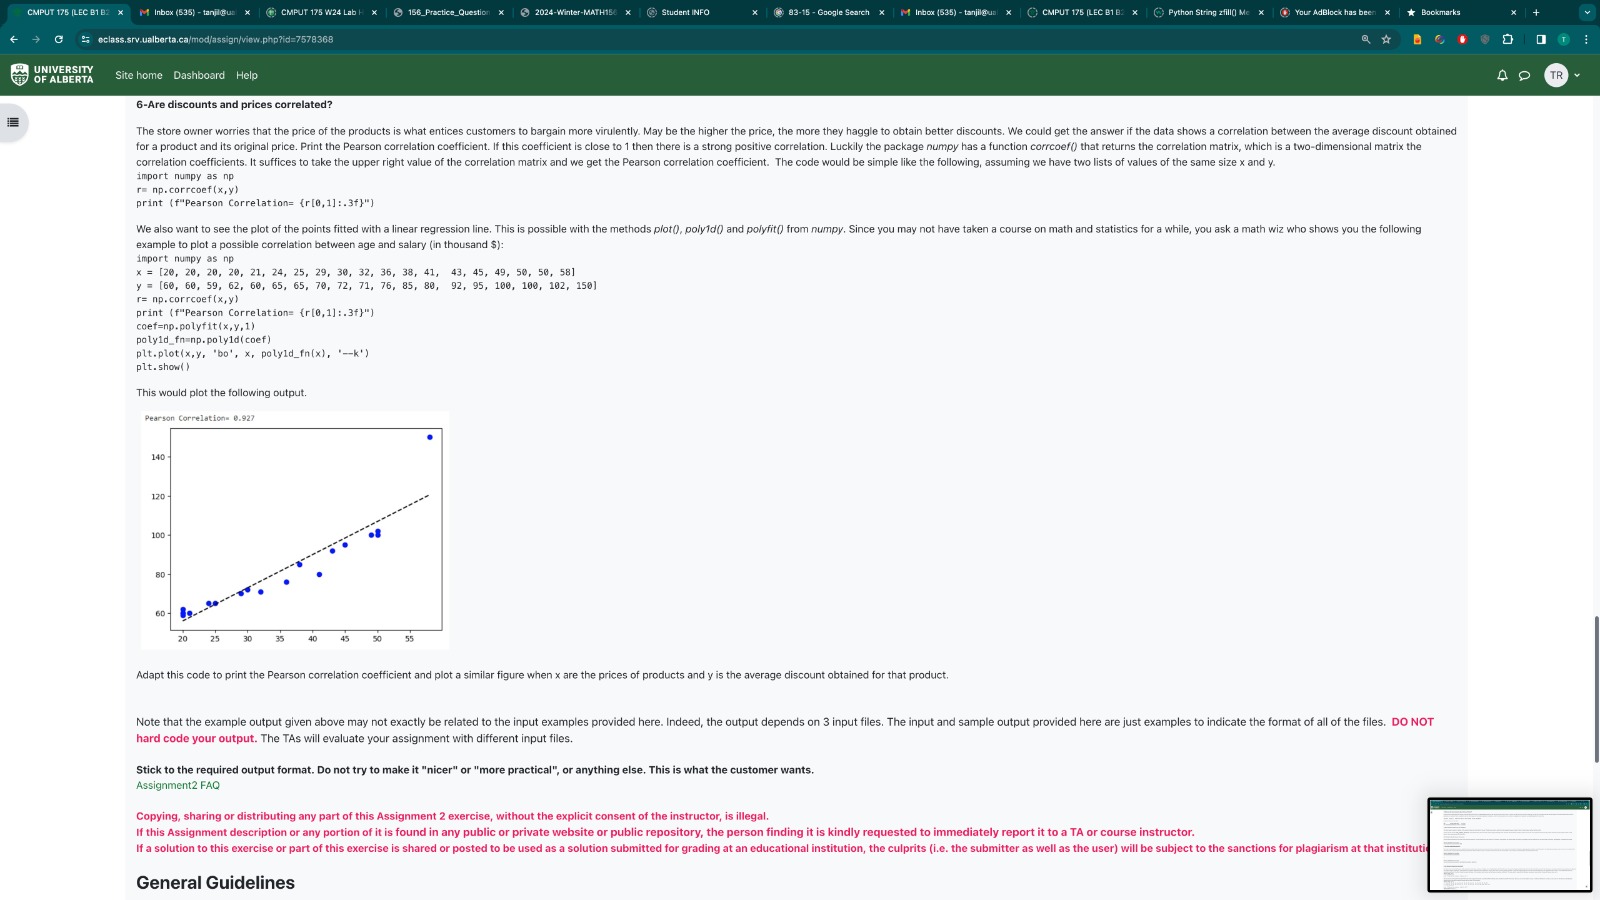 CMPUT 175 (LEC B1 B2
Inbox (535) - tanjil@ual
CMPUT 175 W24 Lab H
156_Practice_Question
2024-Winter-MATH156
Student INFO
83-15 - Google Search
Inbox (535) - tanjil@ual
CMPUT 175 (LEC B1 B2
Python String zfill() Me
Your AdBlock has been
Bookmarks
eclass.srv.ualberta.ca/mod/assign/view.php?id=7578368
UNIVERSITY
OF ALBERTA
Site home Dashboard Help
TR
6-Are discounts and prices correlated?
The store owner worries that the price of the products is what entices customers to bargain more virulently. May be the higher the price, the more they haggle to obtain better discounts. We could get the answer if the data shows a correlation between the average discount obtained
for a product and its original price. Print the Pearson correlation coefficient. If this coefficient is close to 1 then there is a strong positive correlation. Luckily the package numpy has a function corrcoef() that returns the correlation matrix, which is a two-dimensional matrix the
correlation coefficients. It suffices to take the upper right value of the correlation matrix and we get the Pearson correlation coefficient.  The code would be simple like the following, assuming we have two lists of values of the same size x and y.
import numpy as np
r= np.corrcoef(x,y)
print (f"Pearson Correlation= {r[0,1]:.3f}")
We also want to see the plot of the points fitted with a linear regression line. This is possible with the methods plot(), poly1d() and polyfit() from numpy. Since you may not have taken a course on math and statistics for a while, you ask a math wiz who shows you the following
example to plot a possible correlation between age and salary (in thousand $):
import numpy as np
x = [20, 20, 20, 20, 21, 24, 25, 29, 30, 32, 36, 38, 41,  43, 45, 49, 50, 50, 58]
y = [60, 60, 59, 62, 60, 65, 65, 70, 72, 71, 76, 85, 80,  92, 95, 100, 100, 102, 150]
r= np.corrcoef(x,y)
print (f"Pearson Correlation= {r[0,1]:.3f}")
coef=np.polyfit(x,y,1)
poly1d_fn=np.poly1d(coef)
plt.plot(x,y, 'bo', x, poly1d_fn(x), '--k')
plt.show()
This would plot the following output.
Pearson Correlation= 0.927
140
120
100
80
60
20 25 30 35 40 45 50 55
Adapt this code to print the Pearson correlation coefficient and plot a similar figure when x are the prices of products and y is the average discount obtained for that product.
Note that the example output given above may not exactly be related to the input examples provided here. Indeed, the output depends on 3 input files. The input and sample output provided here are just examples to indicate the format of all of the files.  DO NOT
hard code your output. The TAs will evaluate your assignment with different input files.
Stick to the required output format. Do not try to make it "nicer" or "more practical", or anything else. This is what the customer wants.
Assignment2 FAQ
Copying, sharing or distributing any part of this Assignment 2 exercise, without the explicit consent of the instructor, is illegal.
If this Assignment description or any portion of it is found in any public or private website or public repository, the person finding it is kindly requested to immediately report it to a TA or course instructor.
If a solution to this exercise or part of this exercise is shared or posted to be used as a solution submitted for grading at an educational institution, the culprits (i.e. the submitter as well as the user) will be subject to the sanctions for plagiarism at that instituti
General Guidelines